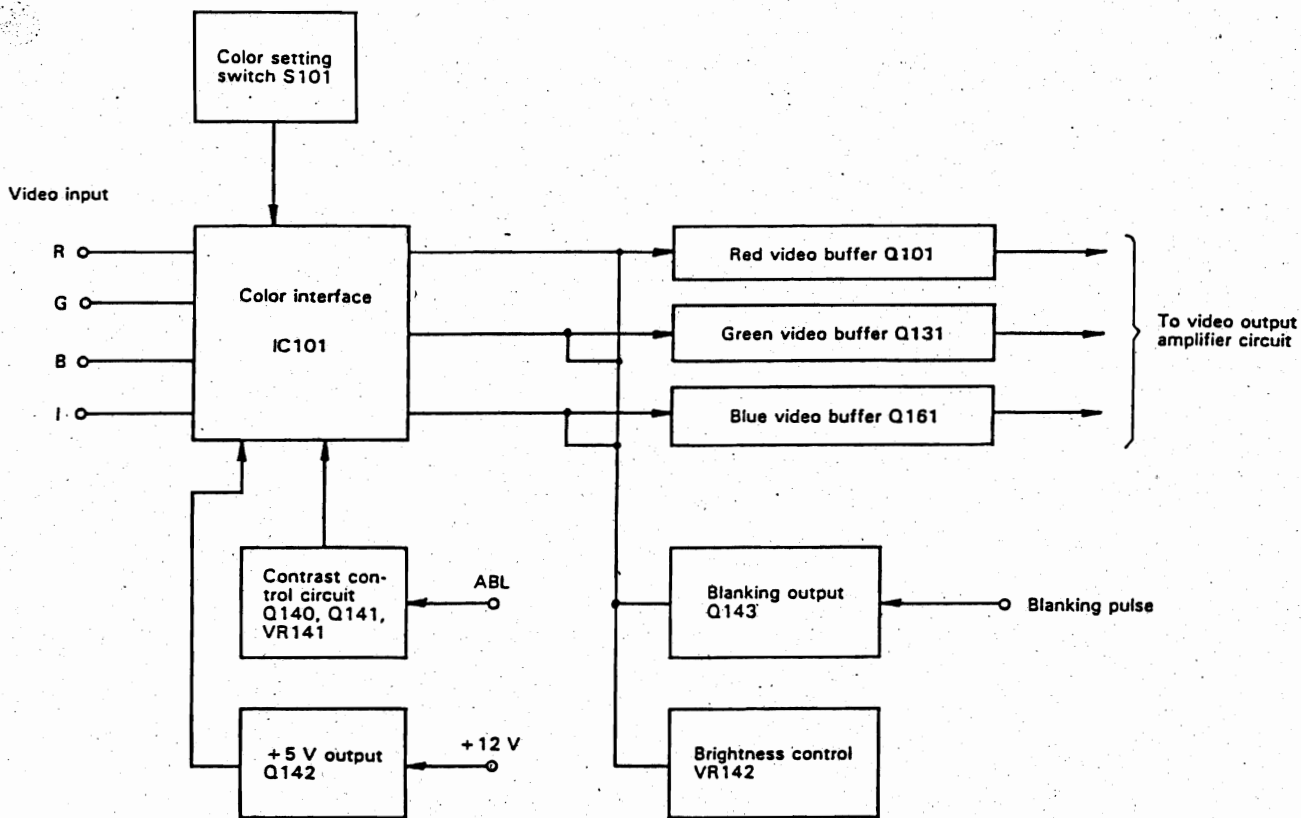 Color setting
switch S101
Video input
R
G
B
I
Color interface
IC101
Red video buffer Q101
Green video buffer Q131
Blue video buffer Q161
To video output
amplifier circuit
Contrast con-
trol circuit
Q140, Q141,
VR141
ABL
Blanking output
Q143
Blanking pulse
+5 V output
Q142
+12 V
Brightness control
VR142